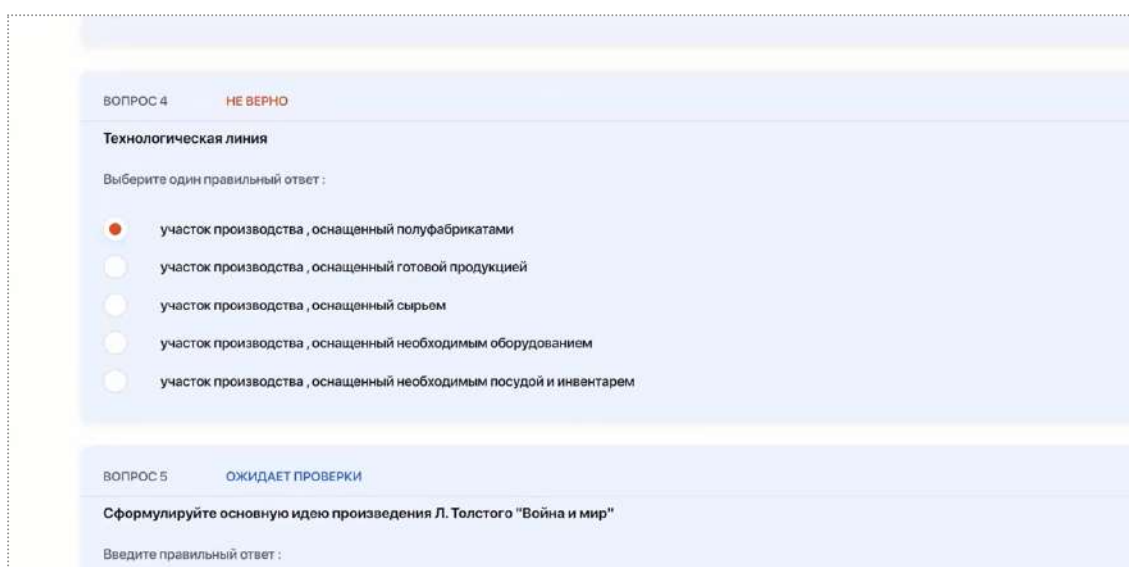 ВОПРОС 4 НЕ ВЕРНО
Технологическая линия
Выберите один правильный ответ :
участок производства , оснащенный полуфабрикатами
участок производства , оснащенный готовой продукцией
участок производства , оснащенный сырьем
участок производства , оснащенный необходимым оборудованием
участок производства , оснащенный необходимым посудой и инвентарем
ВОПРОС 5 ОЖИДАЕТ ПРОВЕРКИ
Сформулируйте основную идею произведения Л. Толстого "Война и мир"
Введите правильный ответ :